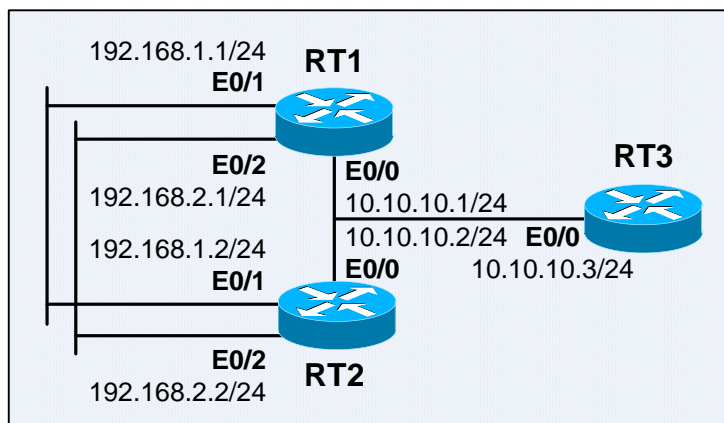 192.168.1.1/24
E0/1
RT1
E0/2
192.168.2.1/24
E0/0
10.10.10.1/24
RT3
192.168.1.2/24
E0/1
10.10.10.2/24
E0/0
E0/0
10.10.10.3/24
E0/2
192.168.2.2/24
RT2